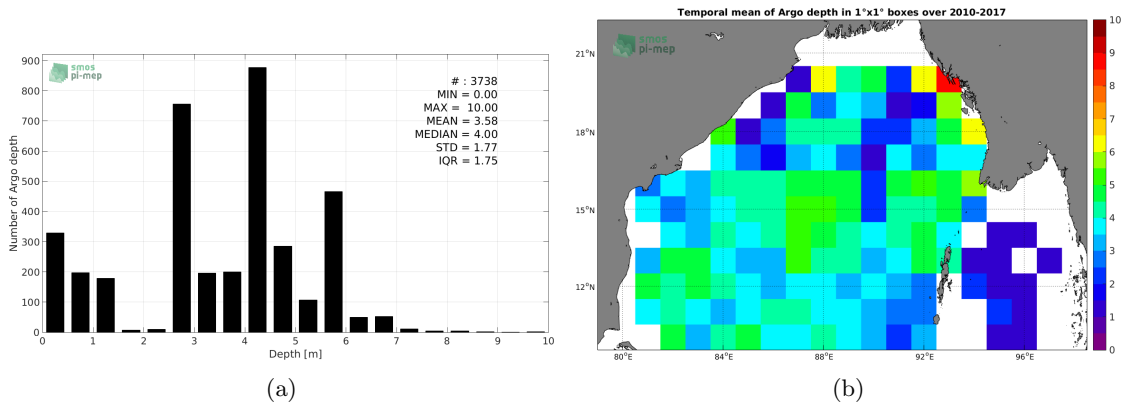 smos
pi-mep
# : 3738
MIN = 0.00
MAX = 10.00
MEAN = 3.58
MEDIAN = 4.00
STD = 1.77
IQR = 1.75
Number of Argo depth
900
800
700
600
500
400
300
200
100
0
0 1 2 3 4 5 6 7 8 9 10
Depth [m]
(a)
Temporal mean of Argo depth in 1°x1° boxes over 2010-2017
smos
pi-mep
21°N
18°N
15°N
12°N
80°E 84°E 88°E 92°E 96°E
10
9
8
7
6
5
4
3
2
1
0
(b)